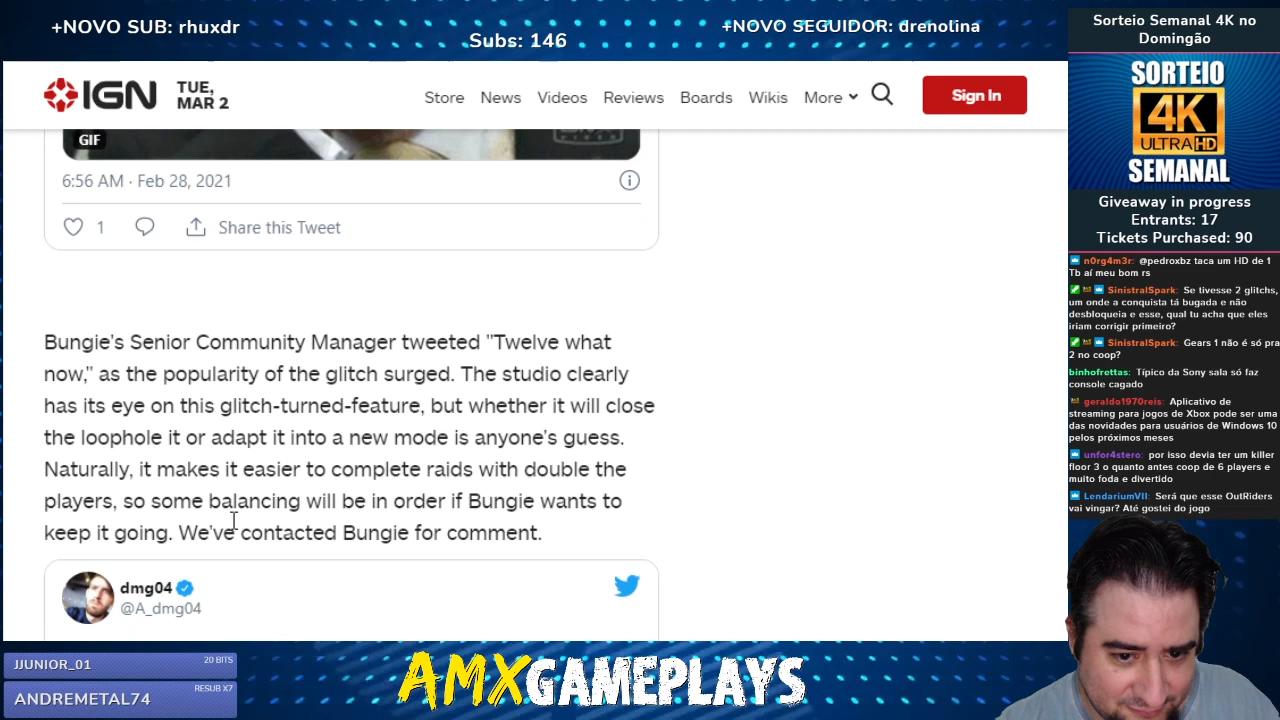 +NOVO SUB: rhuxdr
Subs: 146
+NOVO SEGUIDOR: drenolina
Sorteio Semanal 4K no
Domingão
IGN
TUE,
MAR 2
Store News Videos Reviews Boards Wikis More
Sign In
SORTEIO
4K
ULTRA HD
SEMANAL
GIF
6:56 AM · Feb 28, 2021
1
Share this Tweet
Giveaway in progress
Entrants: 17
Tickets Purchased: 90
n0rg4m3r: @pedroxbz taca um HD de 1
Tb aí meu bom rs
SinistralSpark: Se tivesse 2 glitchs,
um onde a conquista tá bugada e não
desbloqueia e esse, qual tu acha que eles
iriam corrigir primeiro?
SinistralSpark: Gears 1 não é só pra
2 no coop?
binhofrettas: Típico da Sony sala só faz
console cagado
geraldo1970reis: Aplicativo de
streaming para jogos de Xbox pode ser uma
das novidades para usuários de Windows 10
pelos próximos meses
unfor4stero: por isso devia ter um killer
floor 3 o quanto antes coop de 6 players e
muito foda e divertido
LendariumVII: Será que esse OutRiders
vai vingar? Até gostei do jogo
Bungie's Senior Community Manager tweeted "Twelve what
now," as the popularity of the glitch surged. The studio clearly
has its eye on this glitch-turned-feature, but whether it will close
the loophole it or adapt it into a new mode is anyone's guess.
Naturally, it makes it easier to complete raids with double the
players, so some balancing will be in order if Bungie wants to
keep it going. We've contacted Bungie for comment.
dmg04
@A_dmg04
JJUNIOR_01
20 BITS
ANDREMETAL74
RESUB X7
AMXGAMEPLAYS